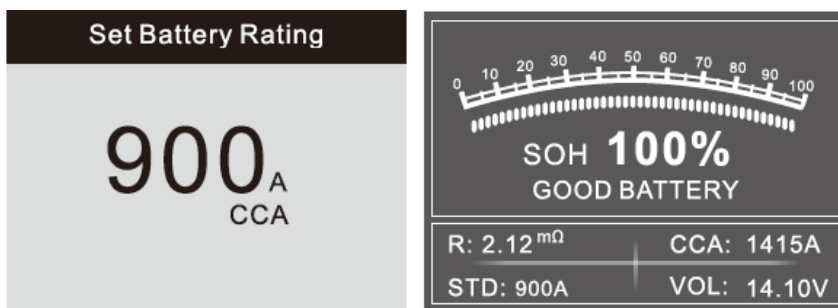 Set Battery Rating
900A
CCA
0 10 20 30 40 50 60 70 80 90 100
SOH 100%
GOOD BATTERY
R: 2.12mΩ
CCA: 1415A
STD: 900A
VOL: 14.10V